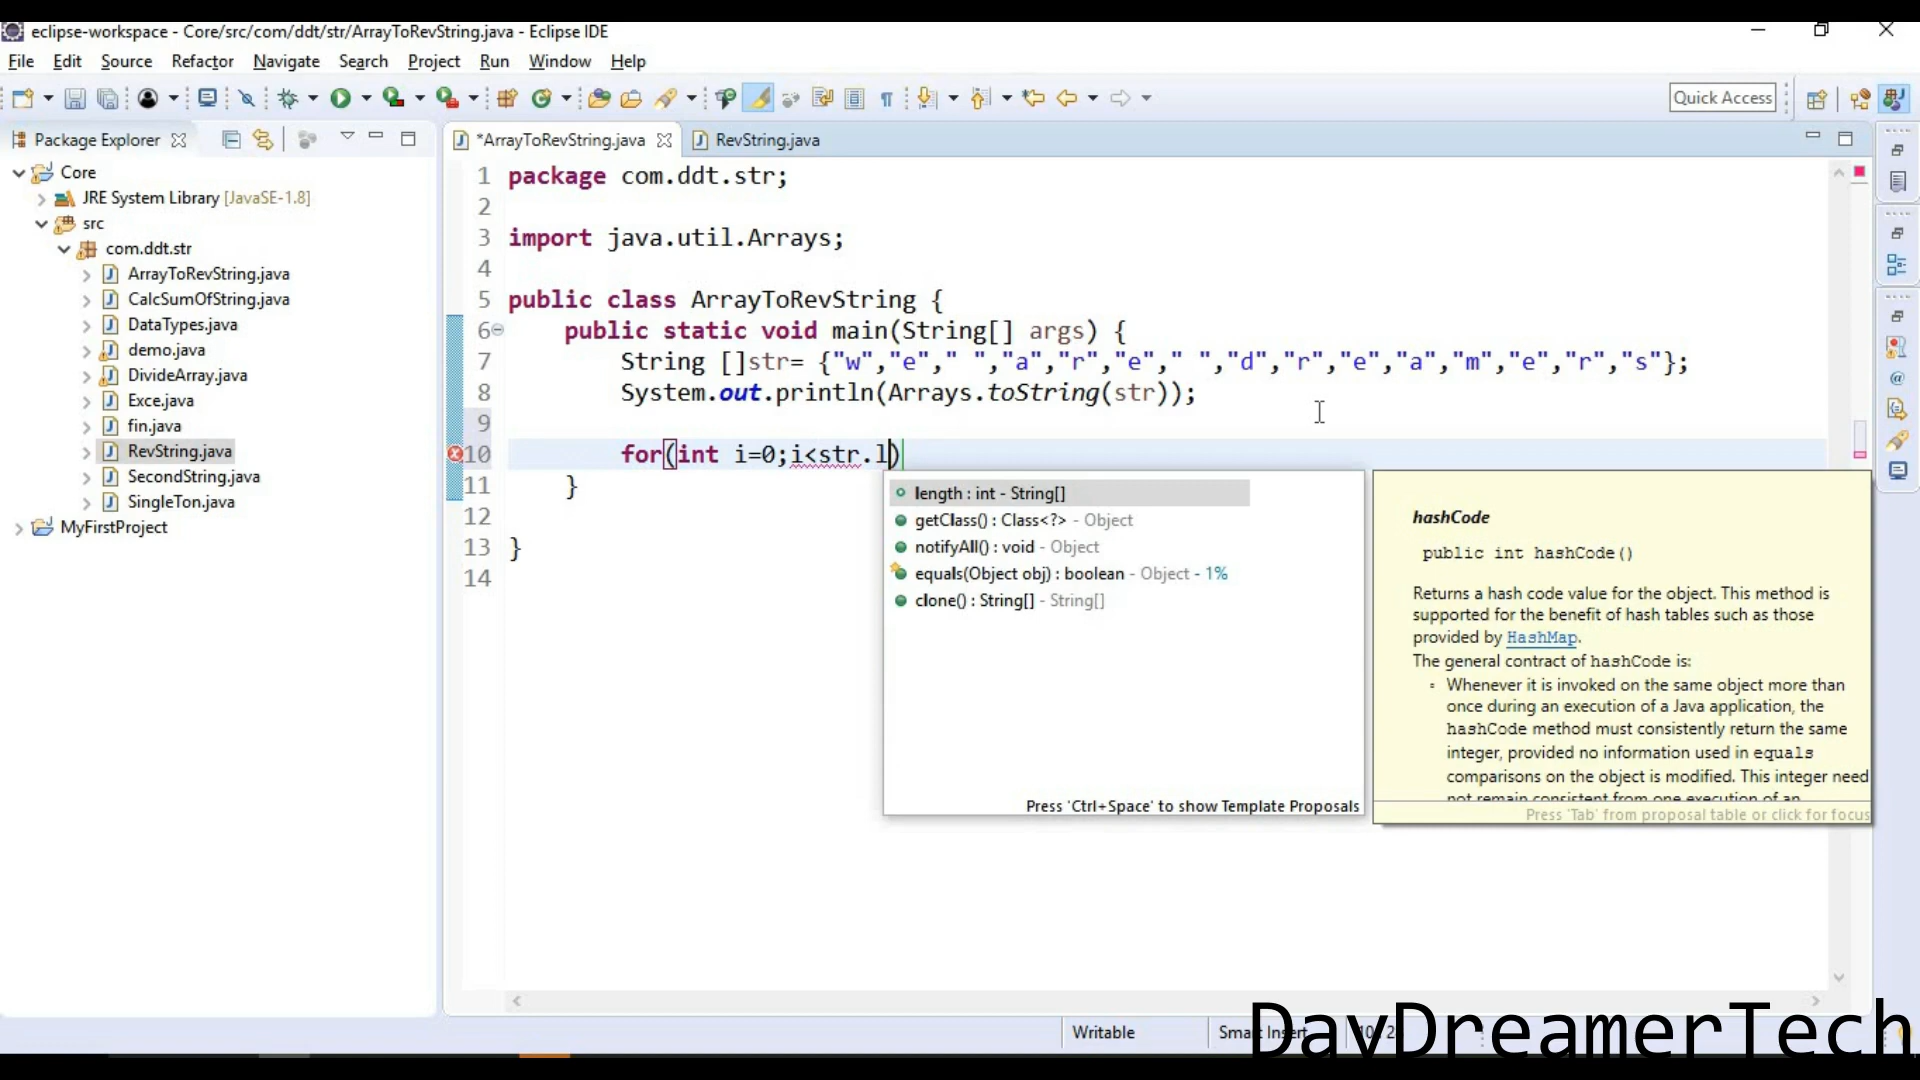 eclipse-workspace - Core/src/com/ddt/str/ArrayToRevString.java - Eclipse IDE
File Edit Source Refactor Navigate Search Project Run Window Help
Quick Access
Package Explorer
*ArrayToRevString.java
RevString.java
Core
JRE System Library [JavaSE-1.8]
src
com.ddt.str
ArrayToRevString.java
CalcSumOfString.java
DataTypes.java
demo.java
DivideArray.java
Exce.java
fin.java
RevString.java
SecondString.java
SingleTon.java
MyFirstProject
1 package com.ddt.str;
2
3 import java.util.Arrays;
4
5 public class ArrayToRevString {
6 public static void main(String[] args) {
7 String []str= {"w","e"," ","a","r","e"," ","d","r","e","a","m","e","r","s"};
8 System.out.println(Arrays.toString(str));
9
10 for(int i=0;i<str.l)
11 }
12
13 }
14
length : int - String[]
getClass() : Class<?> - Object
notifyAll() : void - Object
equals(Object obj) : boolean - Object - 1%
clone() : String[] - String[]
Press 'Ctrl+Space' to show Template Proposals
hashCode
public int hashCode()
Returns a hash code value for the object. This method is
supported for the benefit of hash tables such as those
provided by HashMap.
The general contract of hashCode is:
Whenever it is invoked on the same object more than
once during an execution of a Java application, the
hashCode method must consistently return the same
integer, provided no information used in equals
comparisons on the object is modified. This integer need
not remain consistent from one execution of an
Press 'Tab' from proposal table or click for focus
Writable
Smart Insert
DayDreamerTech